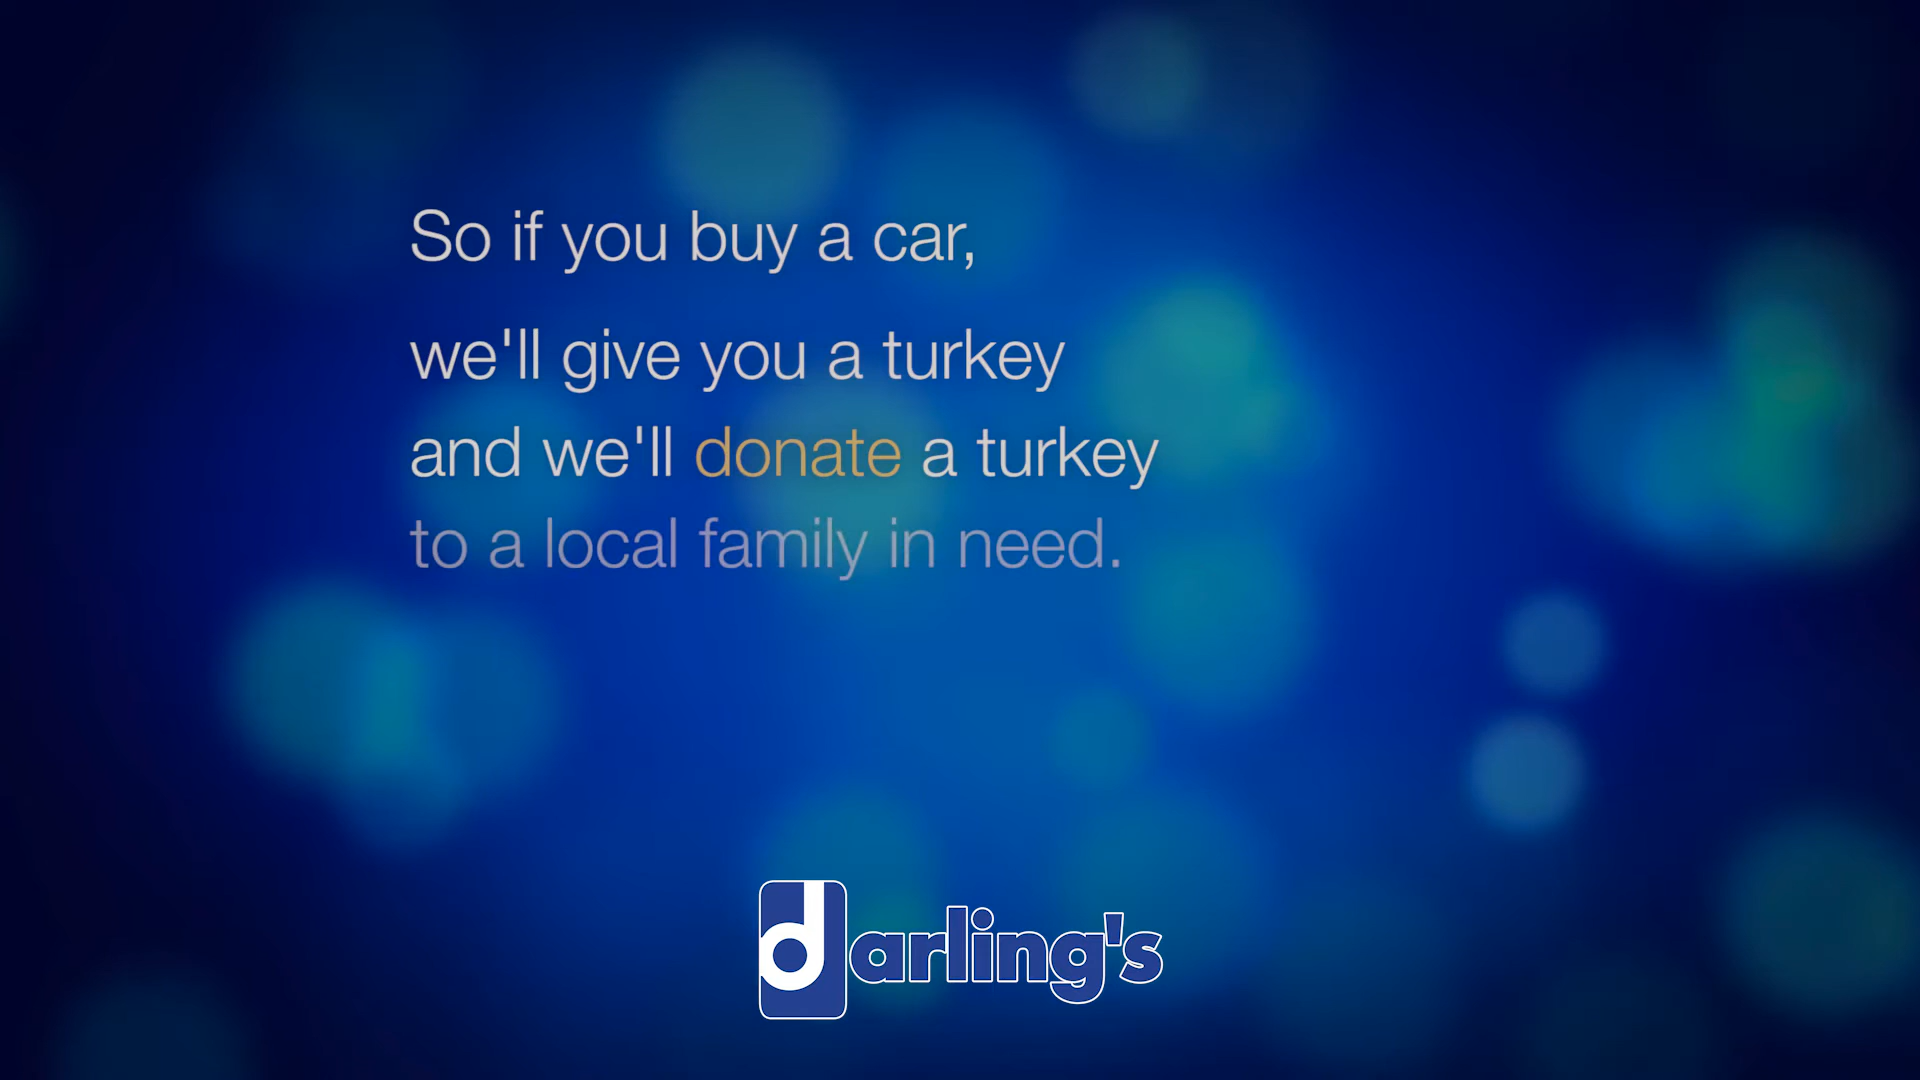 So if you buy a car,
we'll give you a turkey
and we'll donate a turkey
to a local family in need.
darling's